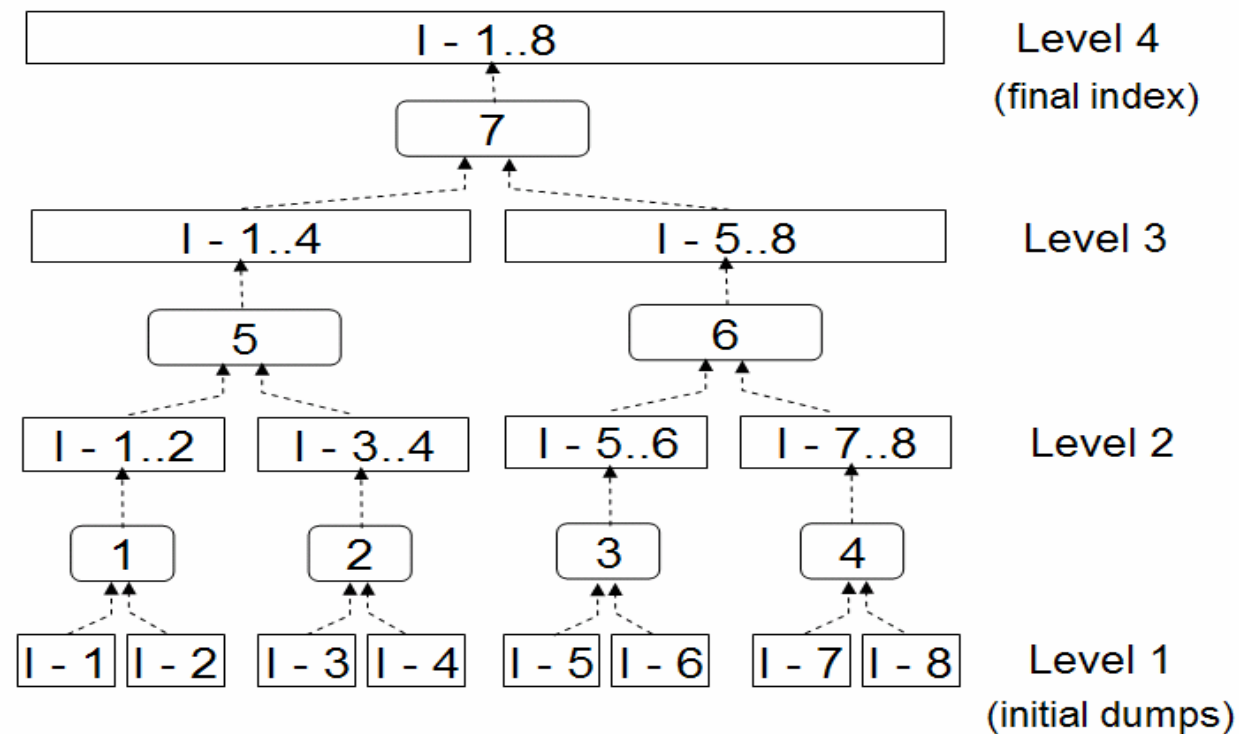 I - 1..8 Level 4
(final index)
7
I - 1..4 I - 5..8 Level 3
5 6
I - 1..2 I - 3..4 I - 5..6 I - 7..8 Level 2
1 2 3 4
I - 1 I - 2 I - 3 I - 4 I - 5 I - 6 I - 7 I - 8 Level 1
(initial dumps)